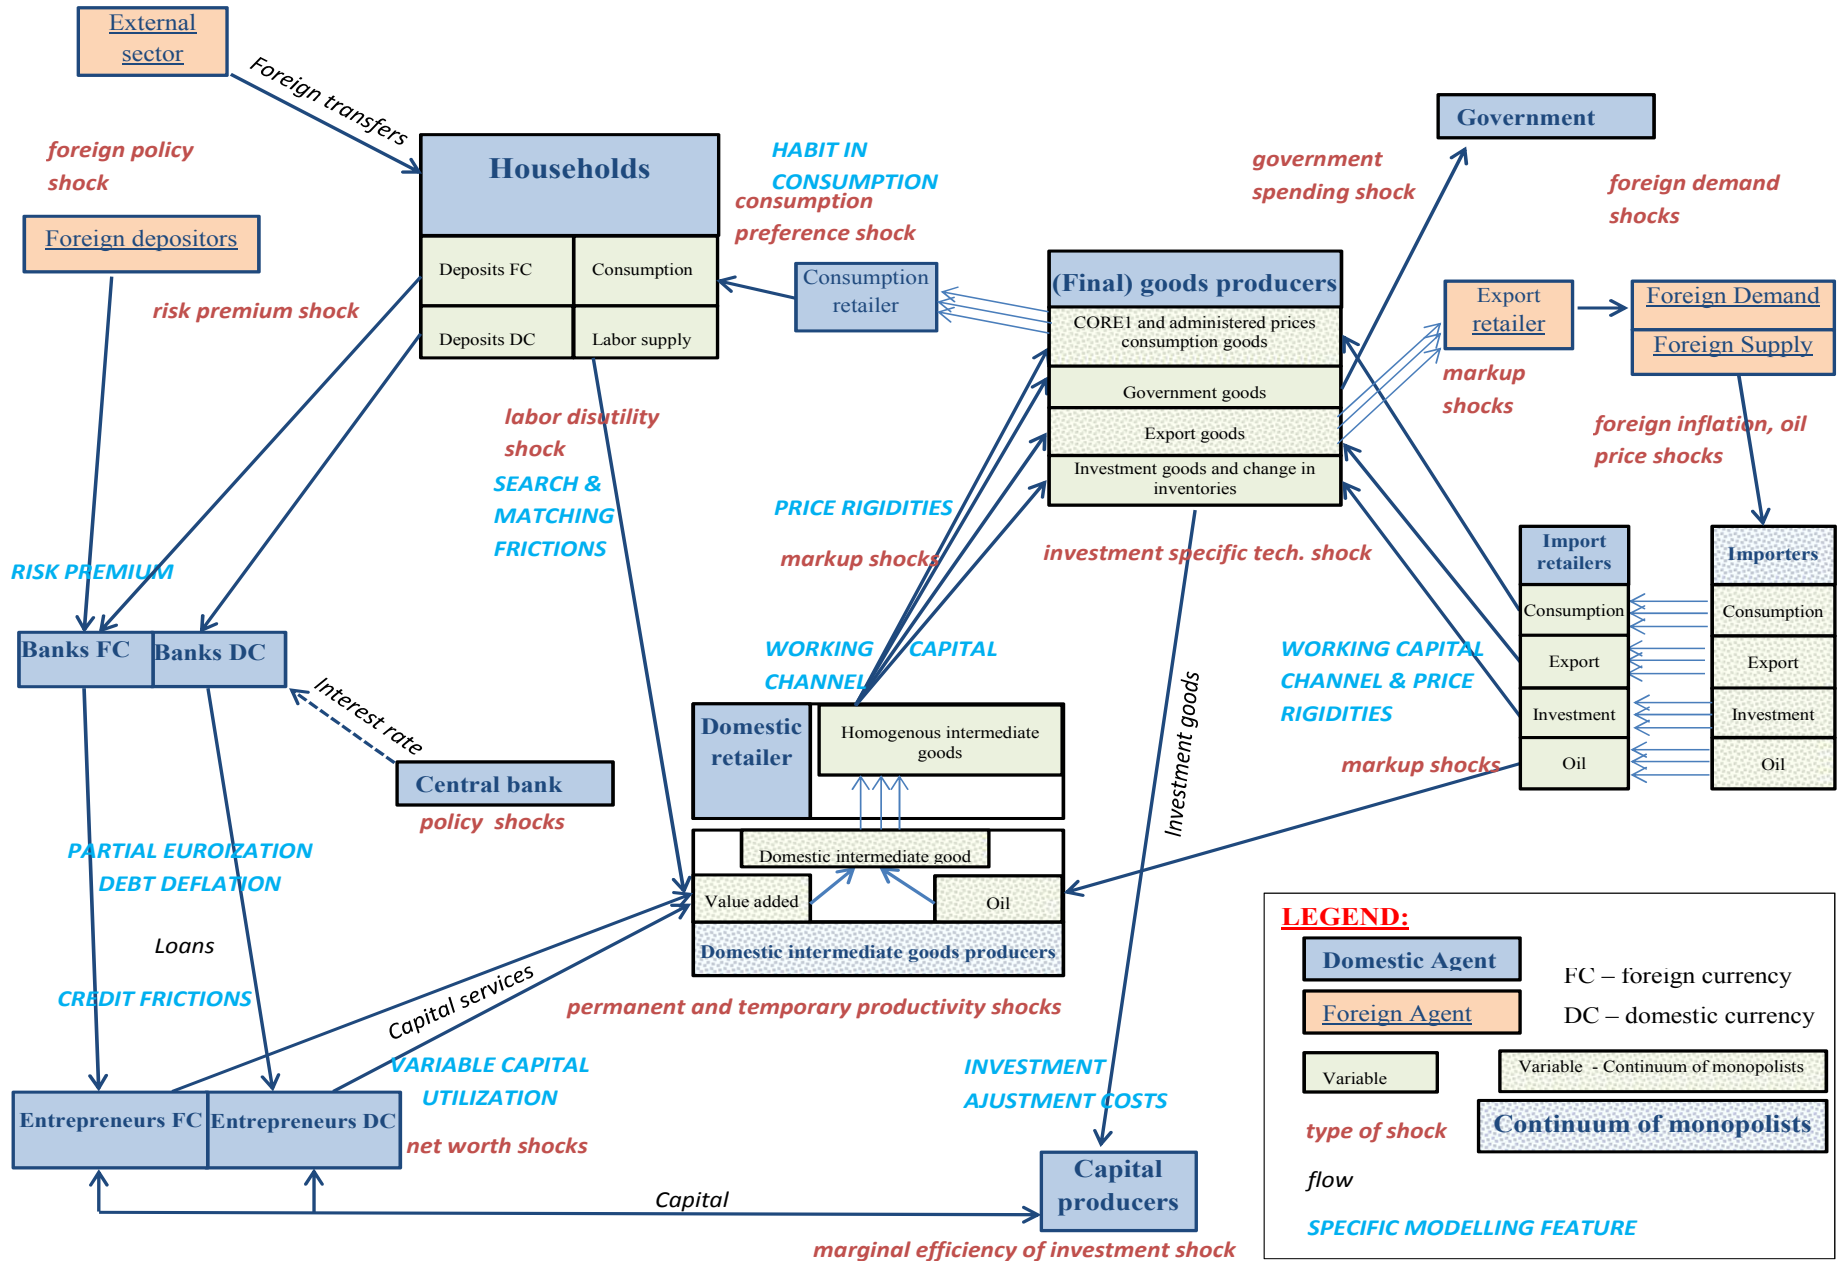 External
sector
Foreign transfers
foreign policy
shock
Foreign depositors
risk premium shock
Households
Deposits FC
Consumption
Deposits DC
Labor supply
HABIT IN
CONSUMPTION
consumption
preference shock
Consumption
retailer
labor disutility
shock
SEARCH &
MATCHING
FRICTIONS
(Final) goods producers
CORE1 and administered prices
consumption goods
Government goods
Export goods
Investment goods and change in
inventories
Government
government
spending shock
foreign demand
shocks
Export
retailer
Foreign Demand
Foreign Supply
markup
shocks
foreign inflation, oil
price shocks
PRICE RIGIDITIES
markup shocks
investment specific tech. shock
Import
retailers
Consumption
Export
Investment
Oil
Importers
Consumption
Export
Investment
Oil
RISK PREMIUM
Banks FC
Banks DC
Interest rate
Central bank
policy shocks
WORKING CAPITAL
CHANNEL
WORKING CAPITAL
CHANNEL & PRICE
RIGIDITIES
markup shocks
Investment goods
Domestic
retailer
Homogenous intermediate
goods
Domestic intermediate good
Value added
Oil
Domestic intermediate goods producers
permanent and temporary productivity shocks
PARTIAL EUROIZATION
DEBT DEFLATION
Loans
CREDIT FRICTIONS
Capital services
VARIABLE CAPITAL
UTILIZATION
Entrepreneurs FC
Entrepreneurs DC
net worth shocks
INVESTMENT
AJUSTMENT COSTS
Capital
Capital
producers
marginal efficiency of investment shock
LEGEND:
Domestic Agent
FC – foreign currency
Foreign Agent
DC – domestic currency
Variable
Variable - Continuum of monopolists
type of shock
Continuum of monopolists
flow
SPECIFIC MODELLING FEATURE